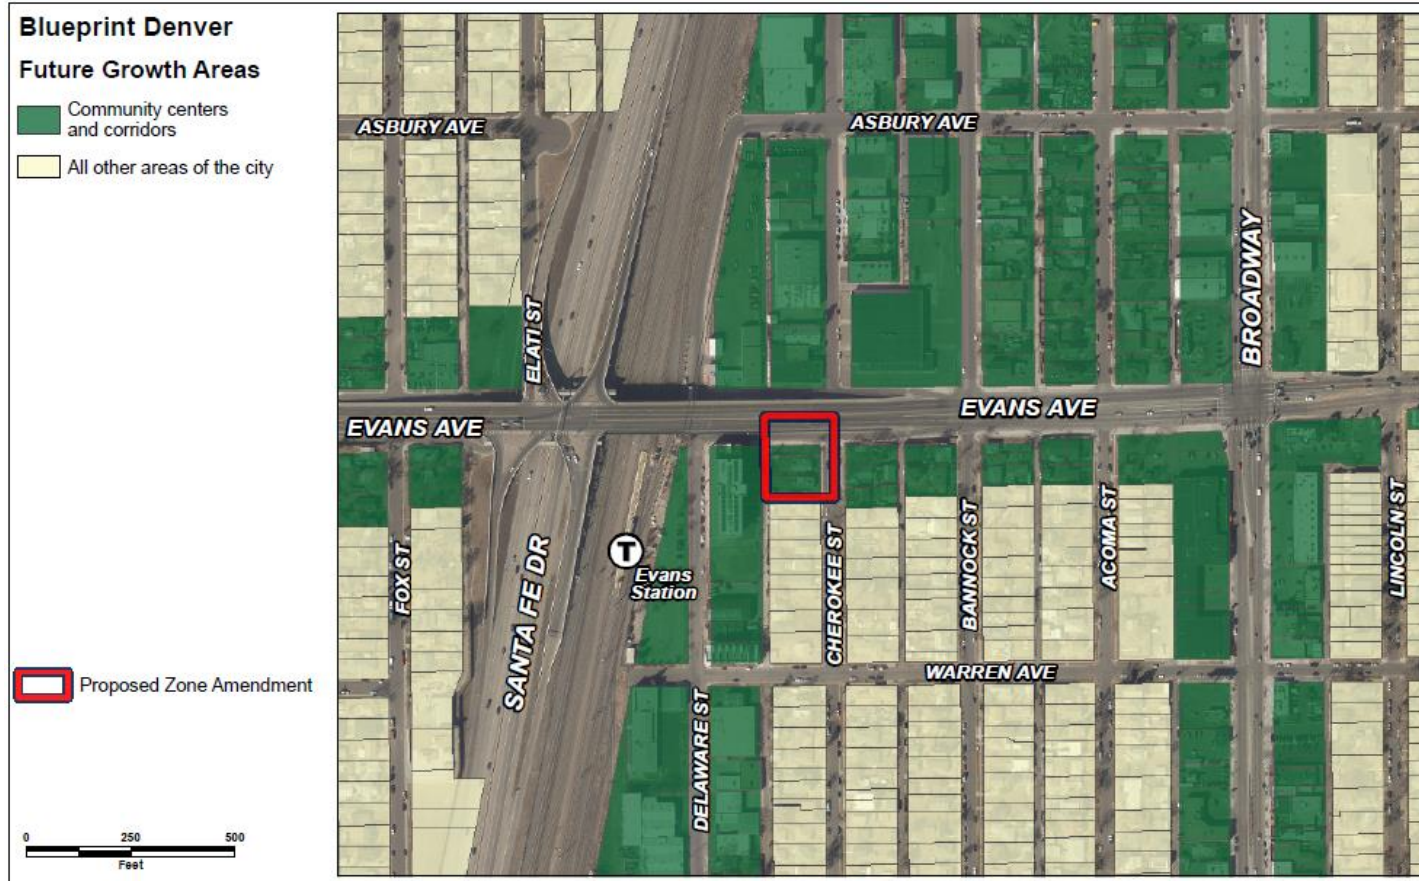 Blueprint Denver
Future Growth Areas
Community centers
and corridors
All other areas of the city
Proposed Zone Amendment
0 250 500
Feet
ASBURY AVE
ASBURY AVE
ELATI ST
BROADWAY
EVANS AVE
EVANS AVE
FOX ST
SANTA FE DR
T
Evans
Station
CHEROKEE ST
BANNOCK ST
ACOMA ST
LINCOLN ST
WARREN AVE
DELAWARE ST